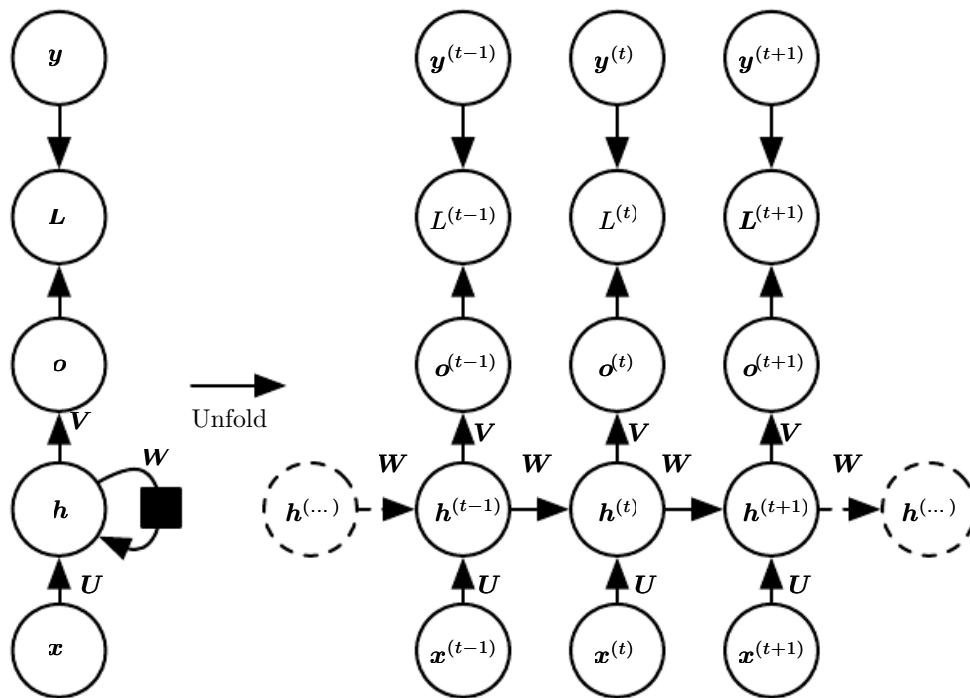 y y^(t−1) y^(t) y^(t+1)
L L^(t−1) L^(t) L^(t+1)
o o^(t−1) o^(t) o^(t+1)
Unfold
V V V V
W W W W W
h h^(...) h^(t−1) h^(t) h^(t+1) h^(...)
U U U U
x x^(t−1) x^(t) x^(t+1)